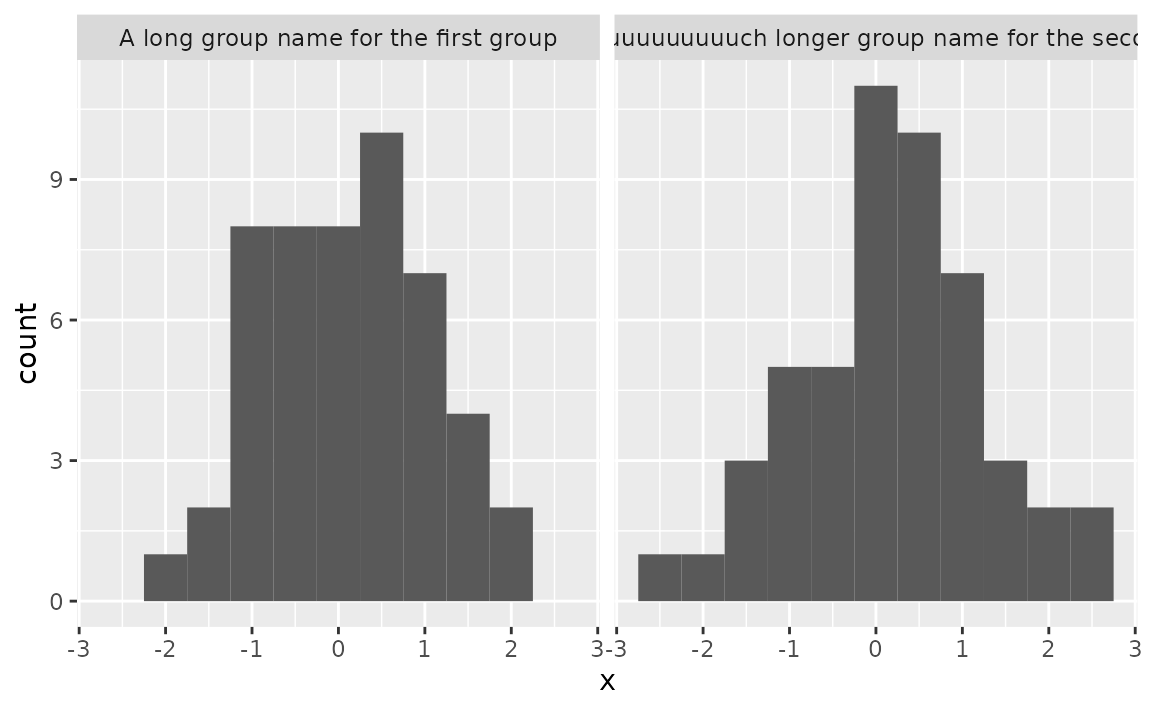 A long group name for the first group
uuuuuuuuuch longer group name for the seco
count
9
6
3
0
-3 -2 -1 0 1 2 3
-3 -2 -1 0 1 2 3
x